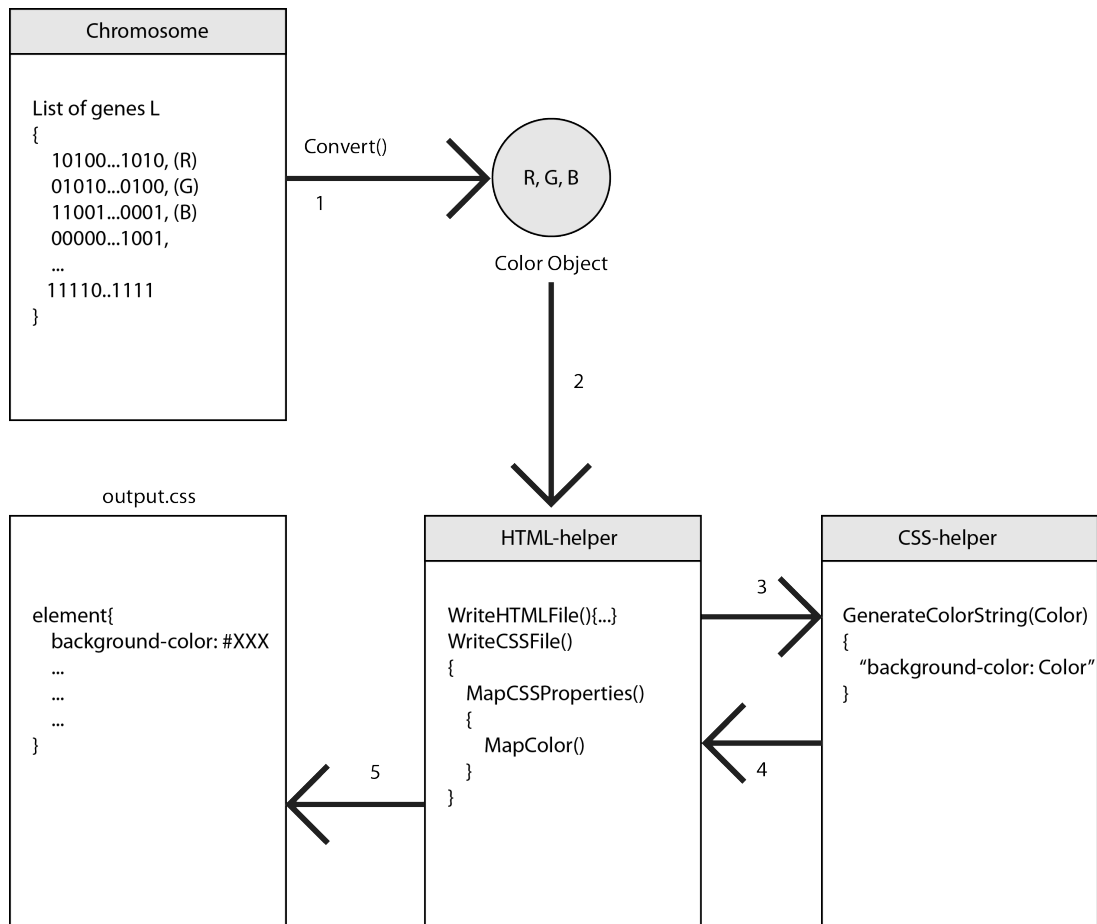 Chromosome
List of genes L
{
10100...1010, (R)
01010...0100, (G)
11001...0001, (B)
00000...1001,
...
11110..1111
}
Convert()
1
R, G, B
Color Object
2
output.css
element{
background-color: #XXX
...
...
...
}
HTML-helper
WriteHTMLFile(){...}
WriteCSSFile()
{
MapCSSProperties()
{
MapColor()
}
}
3
CSS-helper
GenerateColorString(Color)
{
“background-color: Color”
}
4
5